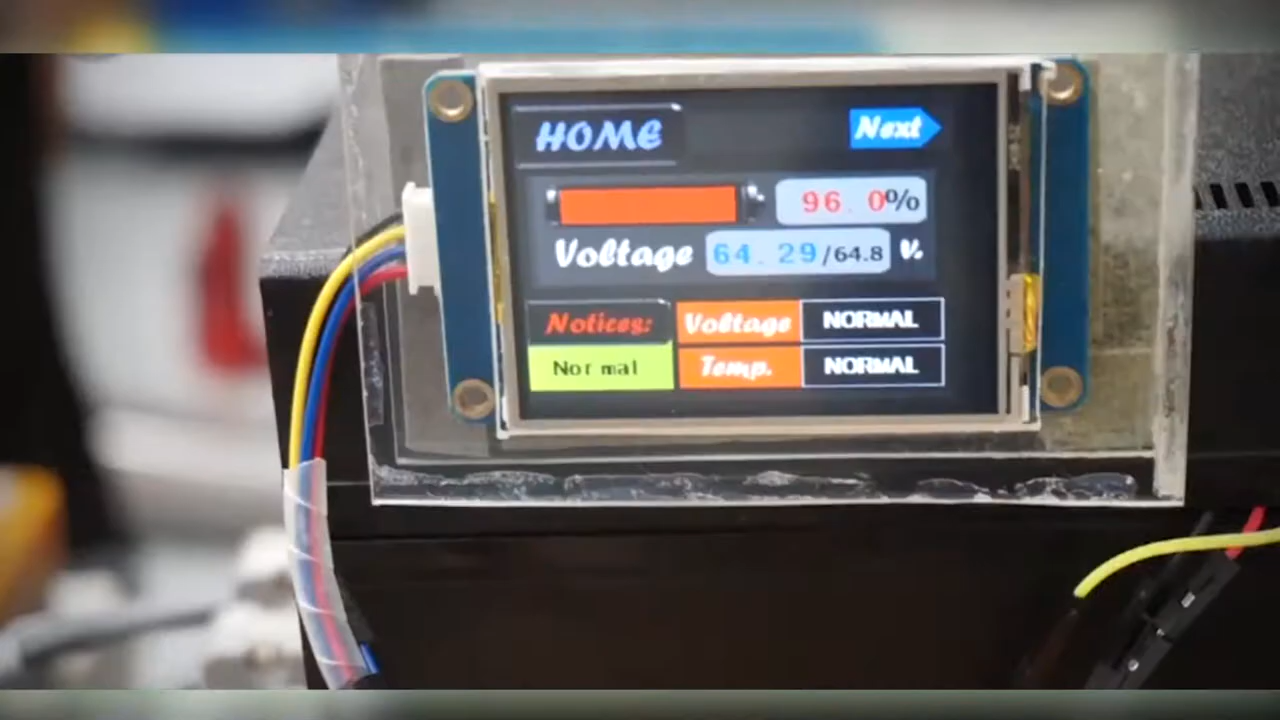 HOME
Next
96.0%
Voltage 64.29/64.8 V.
Notices: Voltage NORMAL
Normal Temp. NORMAL